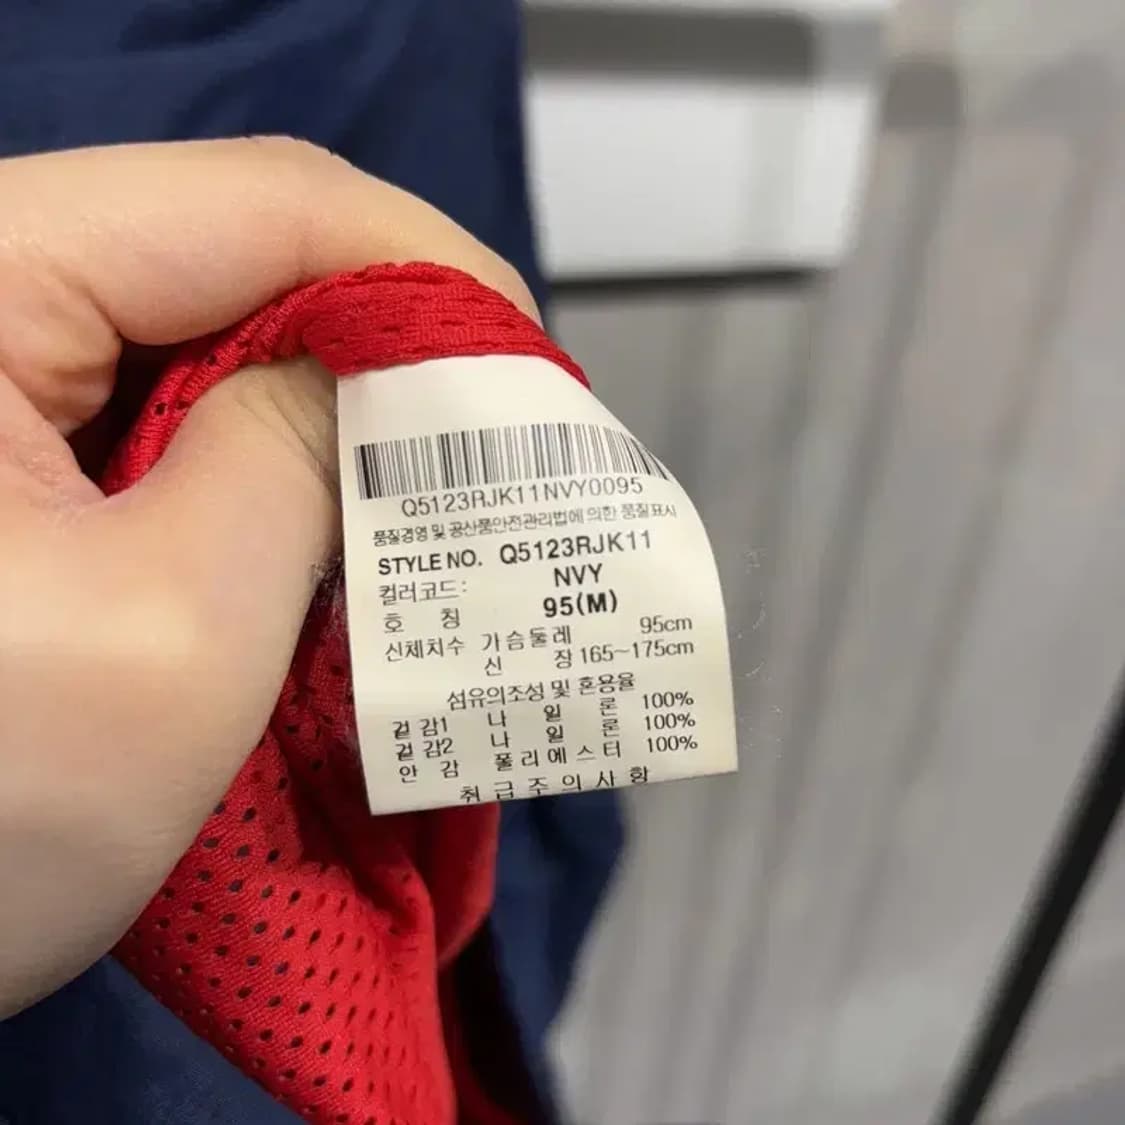 Q5123RJK11NVY0095
품질경영 및 공산품안전관리법에 의한 품질표시
STYLE NO. Q5123RJK11
컬러코드: NVY
호 칭 95(M)
신체치수 가슴둘레 95cm
신 장 165~175cm
섬유의조성 및 혼용율
겉 감1 나 일 론 100%
겉 감2 나 일 론 100%
안 감 폴리에스터 100%
취급주의사항